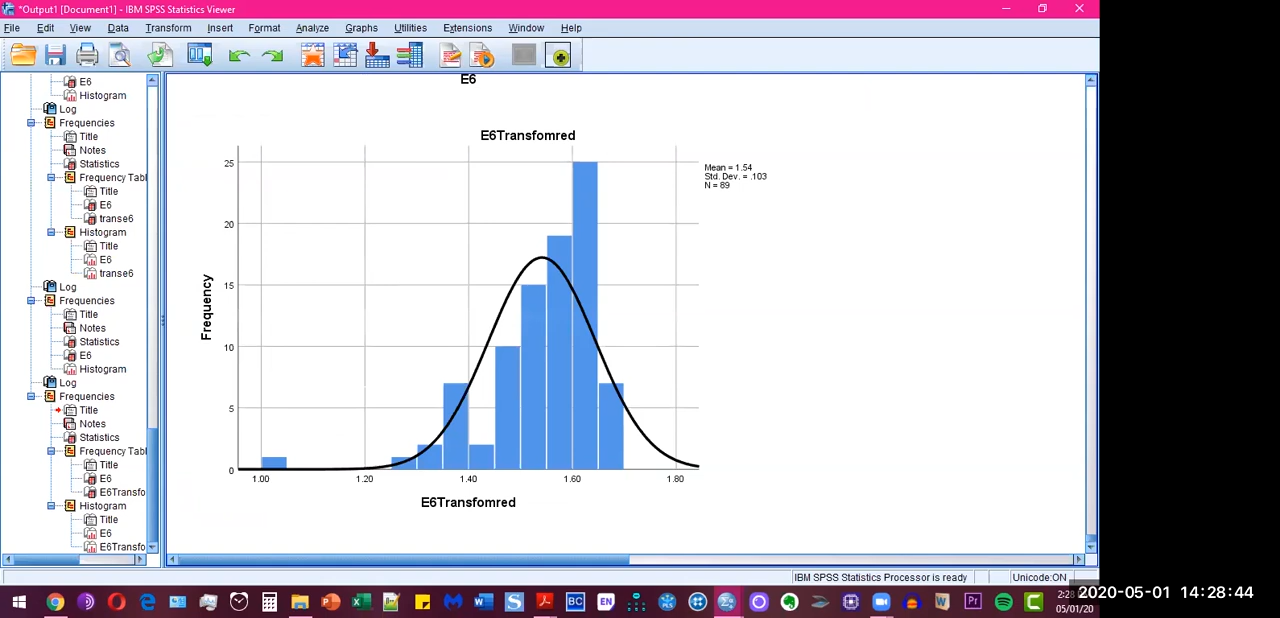 *Output1 [Document1] - IBM SPSS Statistics Viewer
File Edit View Data Transform Insert Format Analyze Graphs Utilities Extensions Window Help
E6
Histogram
Log
Frequencies
Title
Notes
Statistics
Frequency Tabl
Title
E6
transe6
Histogram
Title
E6
transe6
Log
Frequencies
Title
Notes
Statistics
E6
Histogram
Log
Frequencies
Title
Notes
Statistics
Frequency Tabl
Title
E6
E6Transfo
Histogram
Title
E6
E6Transfo
E6
E6Transfomred
25
20
15
10
5
0
Frequency
1.00 1.20 1.40 1.60 1.80
E6Transfomred
Mean = 1.54
Std. Dev. = .103
N = 89
IBM SPSS Statistics Processor is ready
Unicode:ON
BC
EN
Pr
2:28
05/01/20
2020-05-01 14:28:44